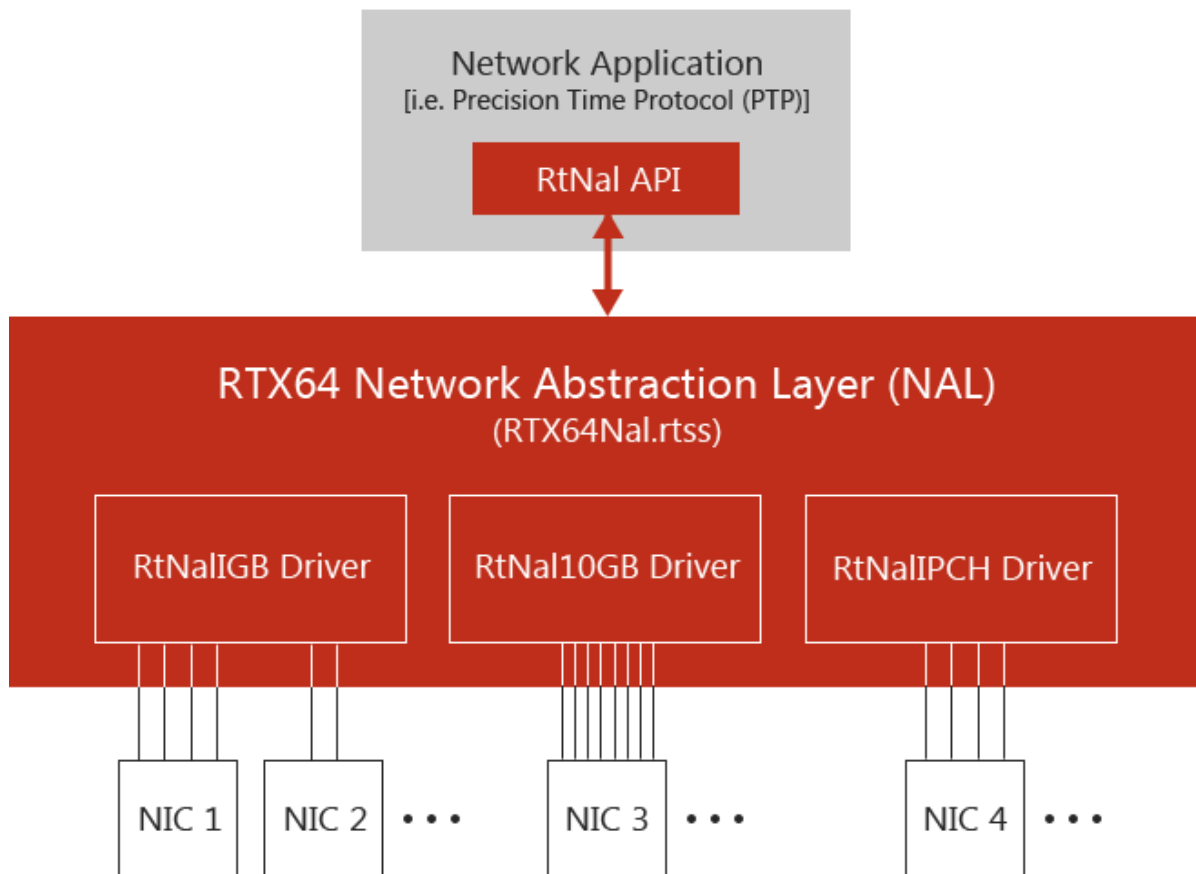 Network Application
[i.e. Precision Time Protocol (PTP)]
RtNal API
RTX64 Network Abstraction Layer (NAL)
(RTX64Nal.rtss)
RtNalIGB Driver
RtNal10GB Driver
RtNalIPCH Driver
NIC 1
NIC 2
• • •
NIC 3
• • •
NIC 4
• • •